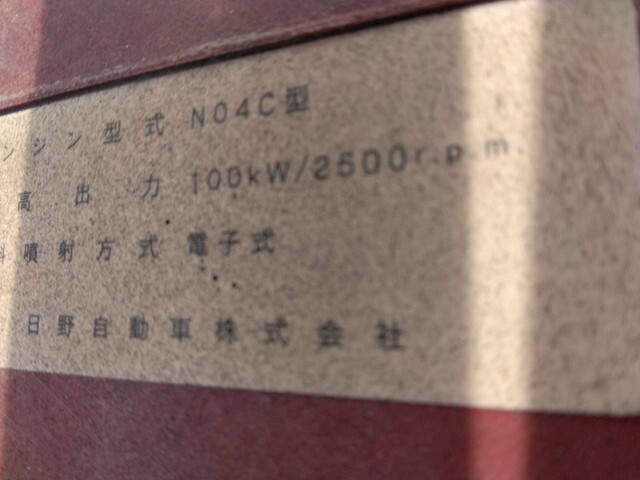 ンジン型式 N04C型
高出力 100kW/2500r.p.m.
噴射方式 電子式
日野自動車株式会社